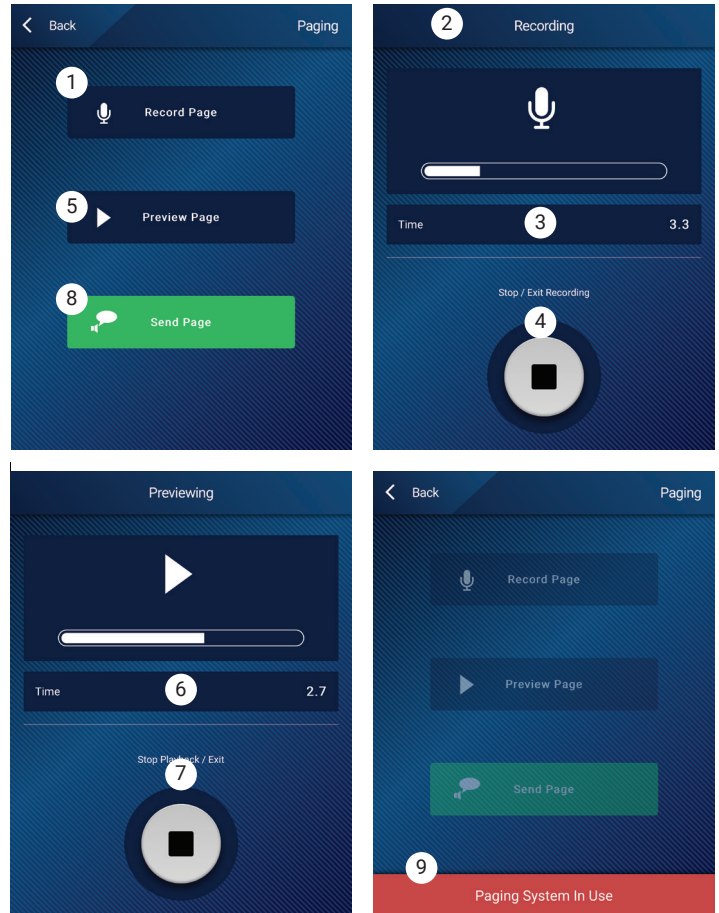 Back Paging
1
Record Page
5
Preview Page
8
Send Page
2
Recording
Time 3 3.3
Stop / Exit Recording
4
Previewing
Time 6 2.7
Stop Playback / Exit
7
Back Paging
Record Page
Preview Page
Send Page
9
Paging System In Use